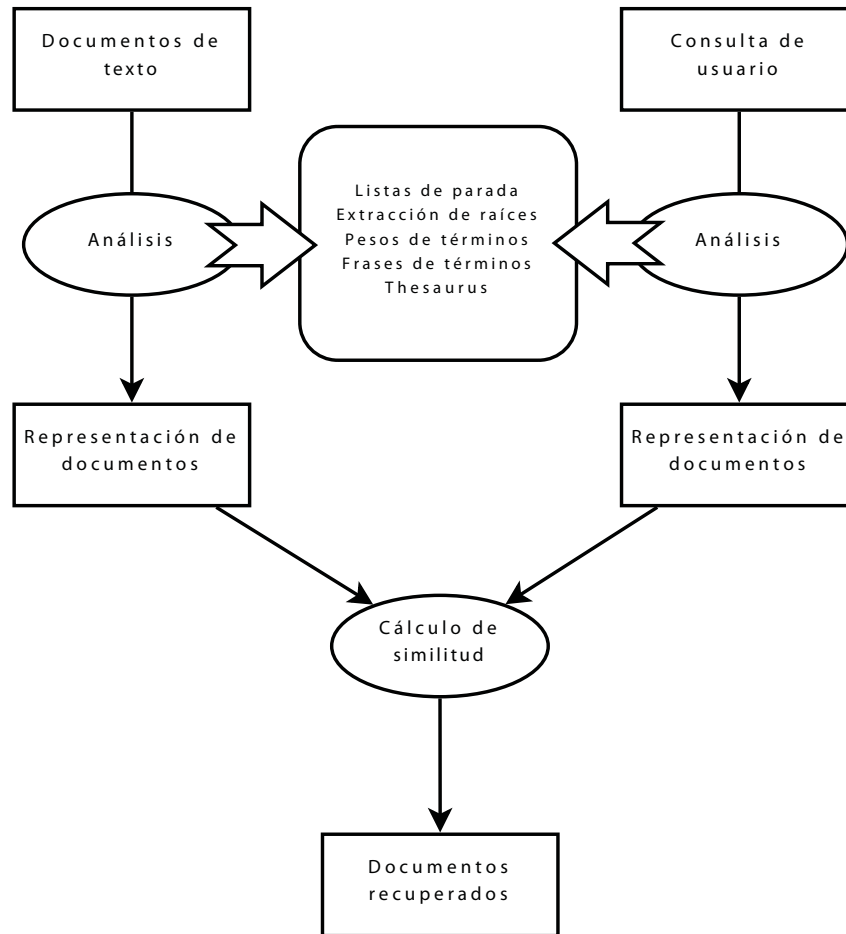 Documentos de
texto
Consulta de
usuario
Listas de parada
Extracción de raíces
Pesos de términos
Frases de términos
Thesaurus
Análisis
Análisis
Representación de
documentos
Representación de
documentos
Cálculo de
similitud
Documentos
recuperados